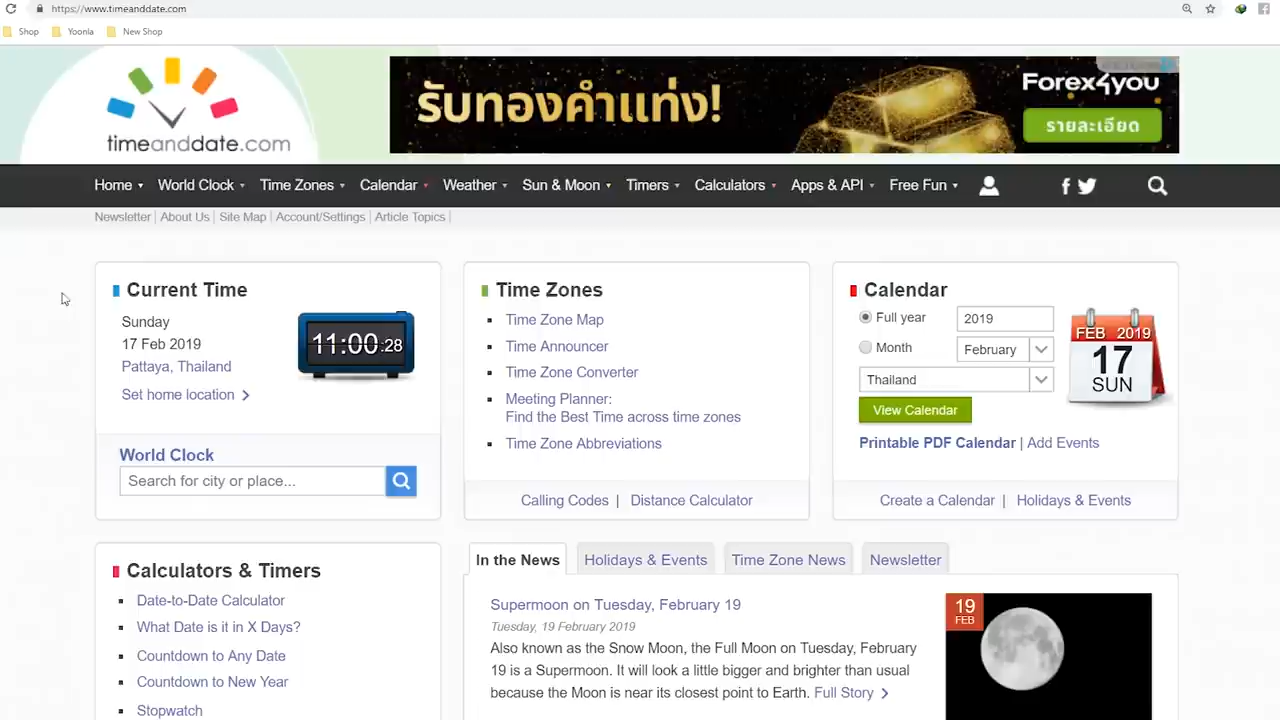 https://www.timeanddate.com
Shop Yoonla New Shop
timeanddate.com
รับทองคำแท่ง!
Forex4you
รายละเอียด
Home World Clock Time Zones Calendar Weather Sun & Moon Timers Calculators Apps & API Free Fun
Newsletter | About Us | Site Map | Account/Settings | Article Topics |
Current Time
Sunday
17 Feb 2019
Pattaya, Thailand
Set home location
11:00:28
World Clock
Search for city or place...
Time Zones
Time Zone Map
Time Announcer
Time Zone Converter
Meeting Planner:
Find the Best Time across time zones
Time Zone Abbreviations
Calling Codes | Distance Calculator
Calendar
Full year 2019
Month February
Thailand
View Calendar
FEB 2019
17
SUN
Printable PDF Calendar | Add Events
Create a Calendar | Holidays & Events
Calculators & Timers
Date-to-Date Calculator
What Date is it in X Days?
Countdown to Any Date
Countdown to New Year
Stopwatch
In the News Holidays & Events Time Zone News Newsletter
Supermoon on Tuesday, February 19
Tuesday, 19 February 2019
Also known as the Snow Moon, the Full Moon on Tuesday, February
19 is a Supermoon. It will look a little bigger and brighter than usual
because the Moon is near its closest point to Earth. Full Story
19
FEB